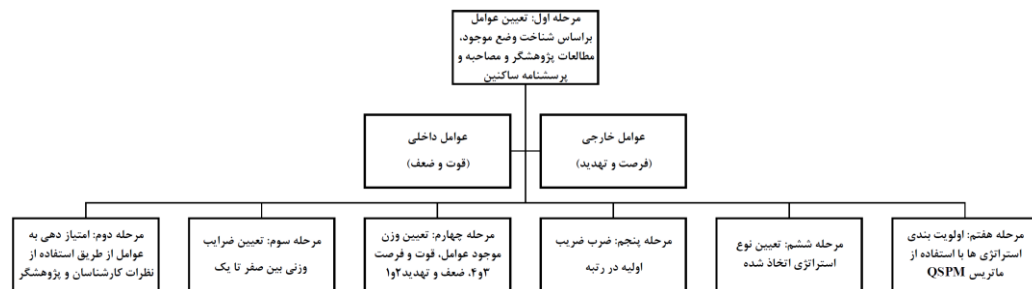 مرحله اول: تعیین عوامل
براساس شناخت وضع موجود،
مطالعات پژوهشگر و مصاحبه و
پرسشنامه ساکنین
عوامل خارجی
(فرصت و تهدید)
عوامل داخلی
(قوت و ضعف)
مرحله هفتم: اولویت بندی
استراتژی ها با استفاده از
ماتریس QSPM
مرحله ششم: تعیین نوع
استراتژی اتخاذ شده
مرحله پنجم: ضرب ضریب
اولیه در رتبه
مرحله چهارم: تعیین وزن
موجود عوامل، قوت و فرصت
۳و۴، ضعف و تهدید۲و۱
مرحله سوم: تعیین ضرایب
وزنی بین صفر تا یک
مرحله دوم: امتیاز دهی به
عوامل از طریق استفاده از
نظرات کارشناسان و پژوهشگر